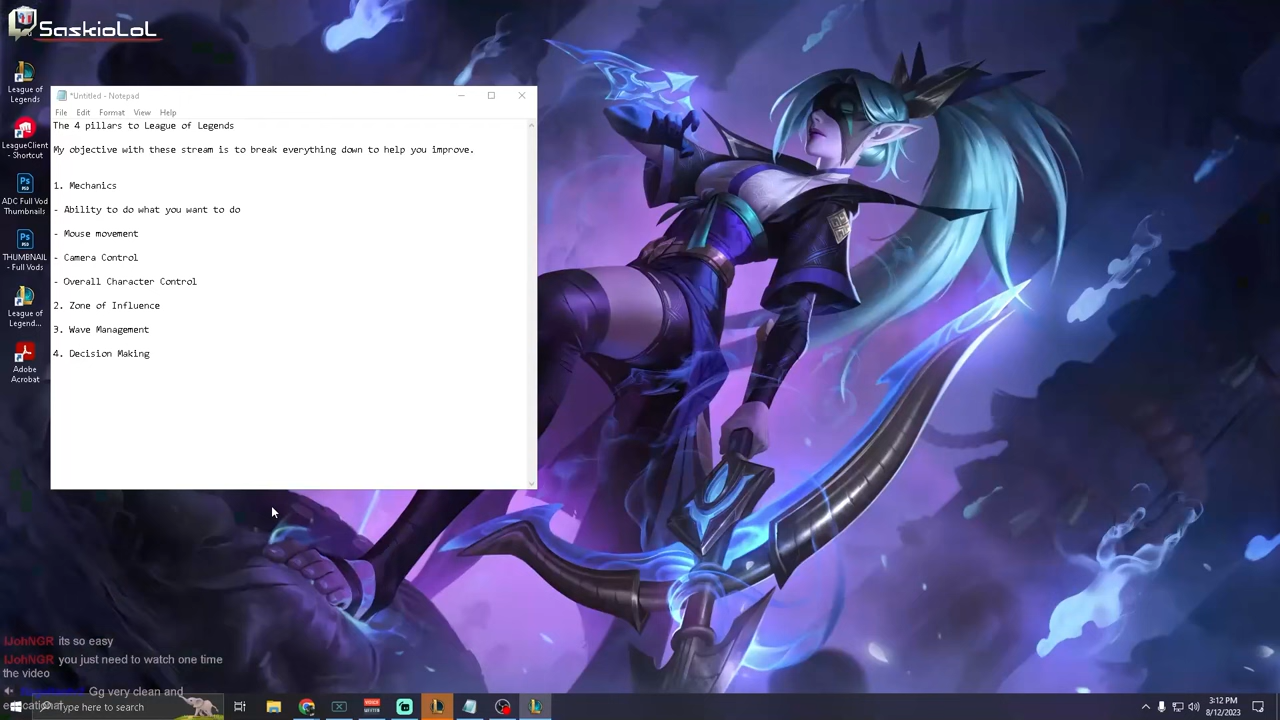 SaskioLoL
League of
Legends
LeagueClient
- Shortcut
ADC Full Vod
Thumbnails
THUMBNAIL
- Full Vods
League of
Legend...
Adobe
Acrobat
*Untitled - Notepad
File Edit Format View Help
The 4 pillars to League of Legends
My objective with these stream is to break everything down to help you improve.
1. Mechanics
- Ability to do what you want to do
- Mouse movement
- Camera Control
- Overall Character Control
2. Zone of Influence
3. Wave Management
4. Decision Making
IJohNGR its so easy
IJohNGR you just need to watch one time
the video
Gg very clean and
educational
Type here to search
3:12 PM
8/12/2023